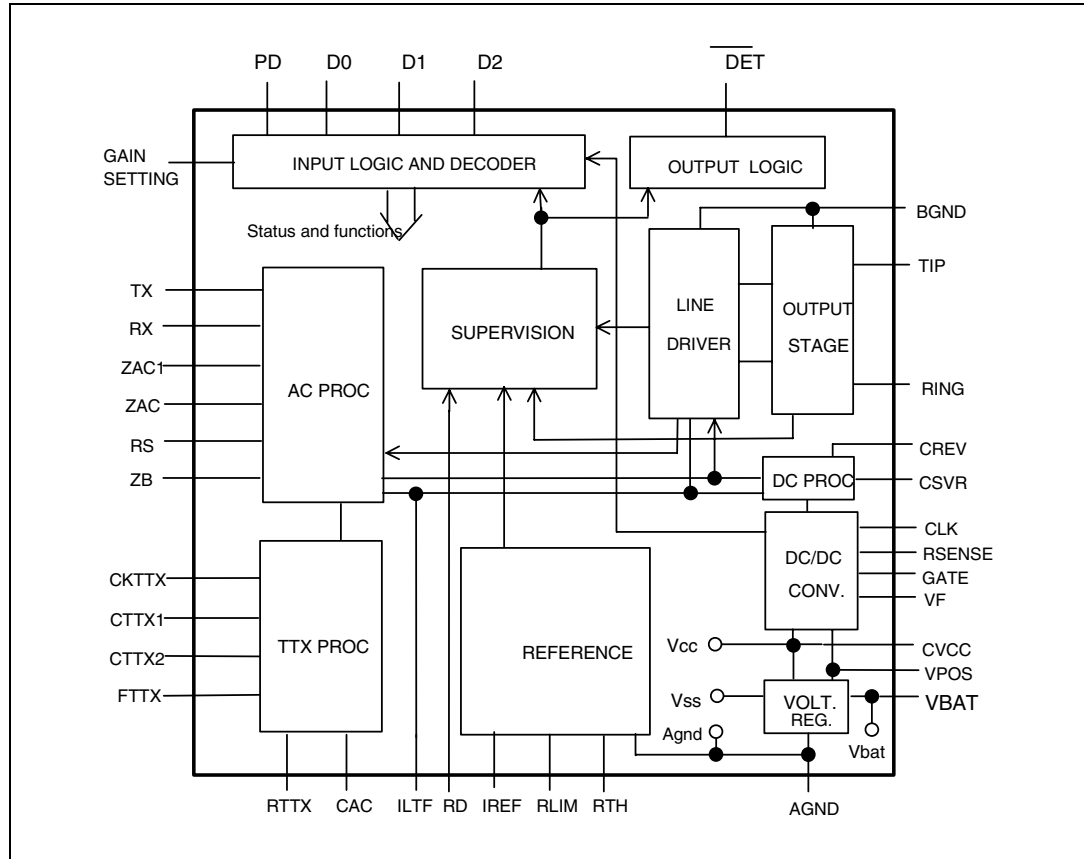 PD D0 D1 D2 DET
GAIN
SETTING
INPUT LOGIC AND DECODER
OUTPUT LOGIC
Status and functions
BGND
TIP
RING
CREV
CSVR
CLK
RSENSE
GATE
VF
CVCC
VPOS
VBAT
TX
RX
ZAC1
ZAC
RS
ZB
AC PROC
SUPERVISION
LINE
DRIVER
OUTPUT
STAGE
DC PROC
DC/DC
CONV.
CKTTX
CTTX1
CTTX2
FTTX
TTX PROC
REFERENCE
Vcc
Vss
Agnd
VOLT.
REG.
Vbat
RTTX CAC ILTF RD IREF RLIM RTH AGND